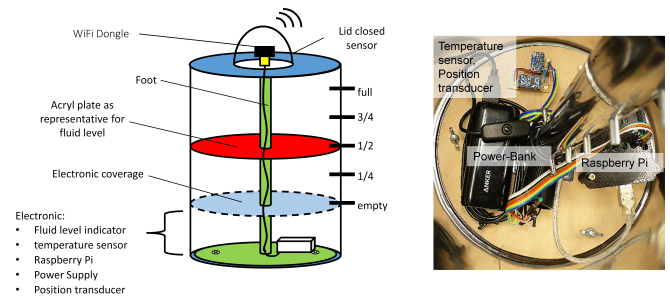 WiFi Dongle
Lid closed
sensor
Foot
Acryl plate as
representative for
fluid level
Electronic coverage
full
3/4
1/2
1/4
empty
Electronic:
• Fluid level indicator
• temperature sensor
• Raspberry Pi
• Power Supply
• Position transducer
Temperature
sensor.
Position
transducer
Power-Bank
Raspberry Pi
ANKER